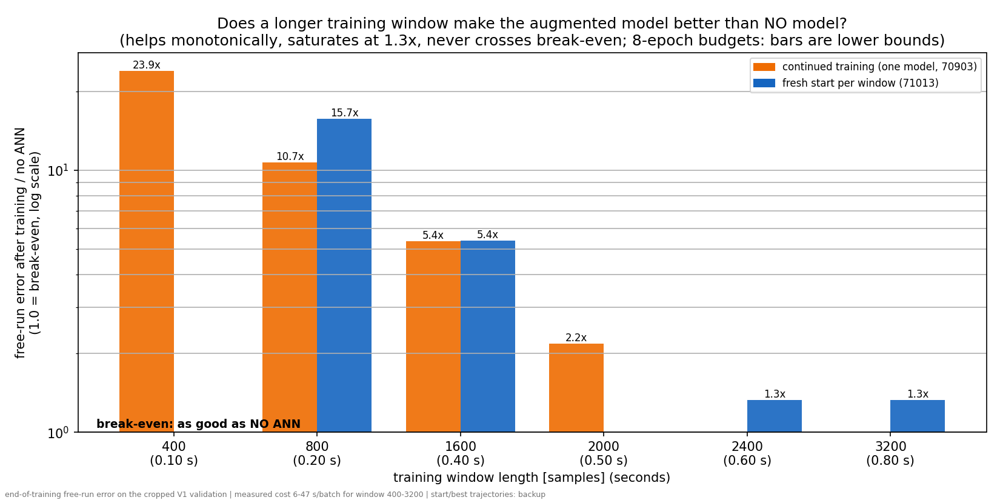 Does a longer training window make the augmented model better than NO model?
(helps monotonically, saturates at 1.3x, never crosses break-even; 8-epoch budgets: bars are lower bounds)
continued training (one model, 70903)
fresh start per window (71013)
23.9x
15.7x
10.7x
5.4x
5.4x
2.2x
1.3x
1.3x
break-even: as good as NO ANN
free-run error after training / no ANN
(1.0 = break-even, log scale)
10¹
10⁰
400
(0.10 s)
800
(0.20 s)
1600
(0.40 s)
2000
(0.50 s)
2400
(0.60 s)
3200
(0.80 s)
training window length [samples] (seconds)
end-of-training free-run error on the cropped V1 validation | measured cost 6-47 s/batch for window 400-3200 | start/best trajectories: backup